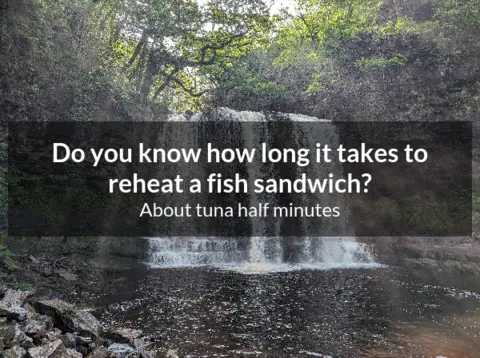 Do you know how long it takes to
reheat a fish sandwich?
About tuna half minutes